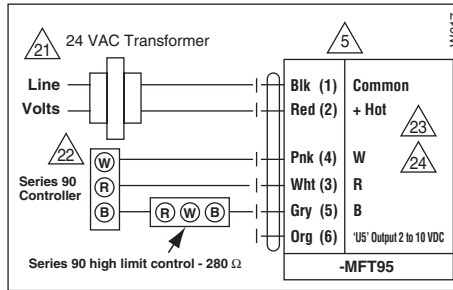 21
24 VAC Transformer
5
Line
Volts
Blk (1) Common
Red (2) + Hot
23
22
Pnk (4) W
24
W
Series 90
Controller
R
Wht (3) R
B
R W B
Gry (5) B
Org (6) 'U5' Output 2 to 10 VDC
Series 90 high limit control - 280 Ω
-MFT95